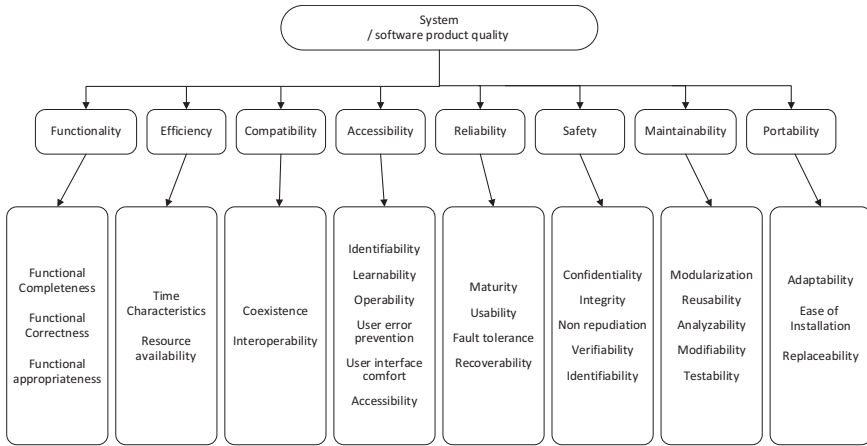 System
/ software product quality
Functionality
Efficiency
Compatibility
Accessibility
Reliability
Safety
Maintainability
Portability
Functional
Completeness
Functional
Correctness
Functional
appropriateness
Time
Characteristics
Resource
availability
Coexistence
Interoperability
Identifiability
Learnability
Operability
User error
prevention
User interface
comfort
Accessibility
Maturity
Usability
Fault tolerance
Recoverability
Confidentiality
Integrity
Non repudiation
Verifiability
Identifiability
Modularization
Reusability
Analyzability
Modifiability
Testability
Adaptability
Ease of
Installation
Replaceability